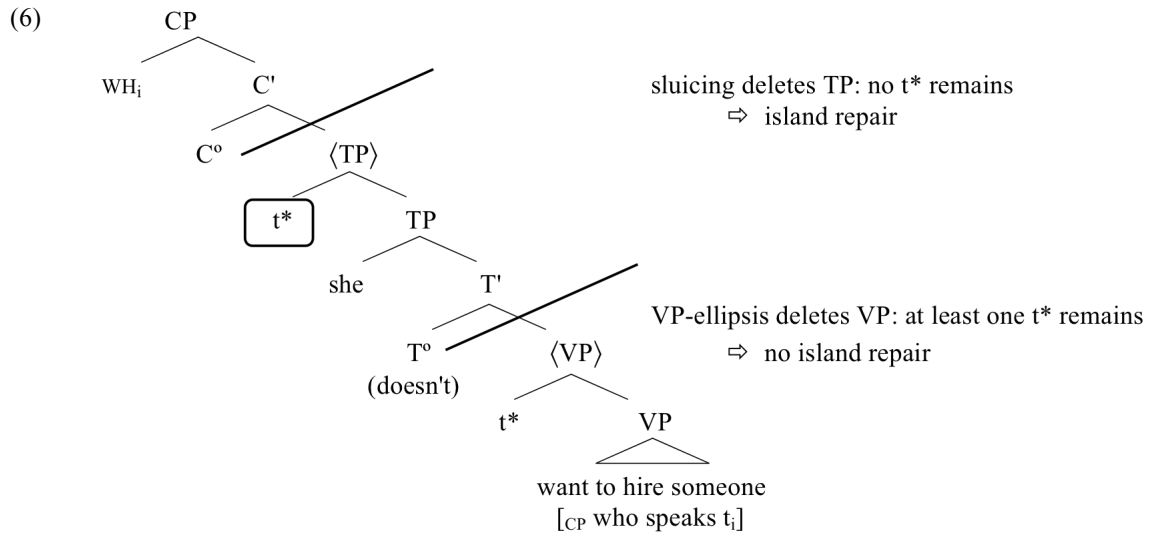 (6)
CP
WHi
C'
sluicing deletes TP: no t* remains
⇨ island repair
Cº
⟨TP⟩
t*
TP
she
T'
VP-ellipsis deletes VP: at least one t* remains
⇨ no island repair
Tº
⟨VP⟩
(doesn't)
t*
VP
want to hire someone
[CP who speaks ti]